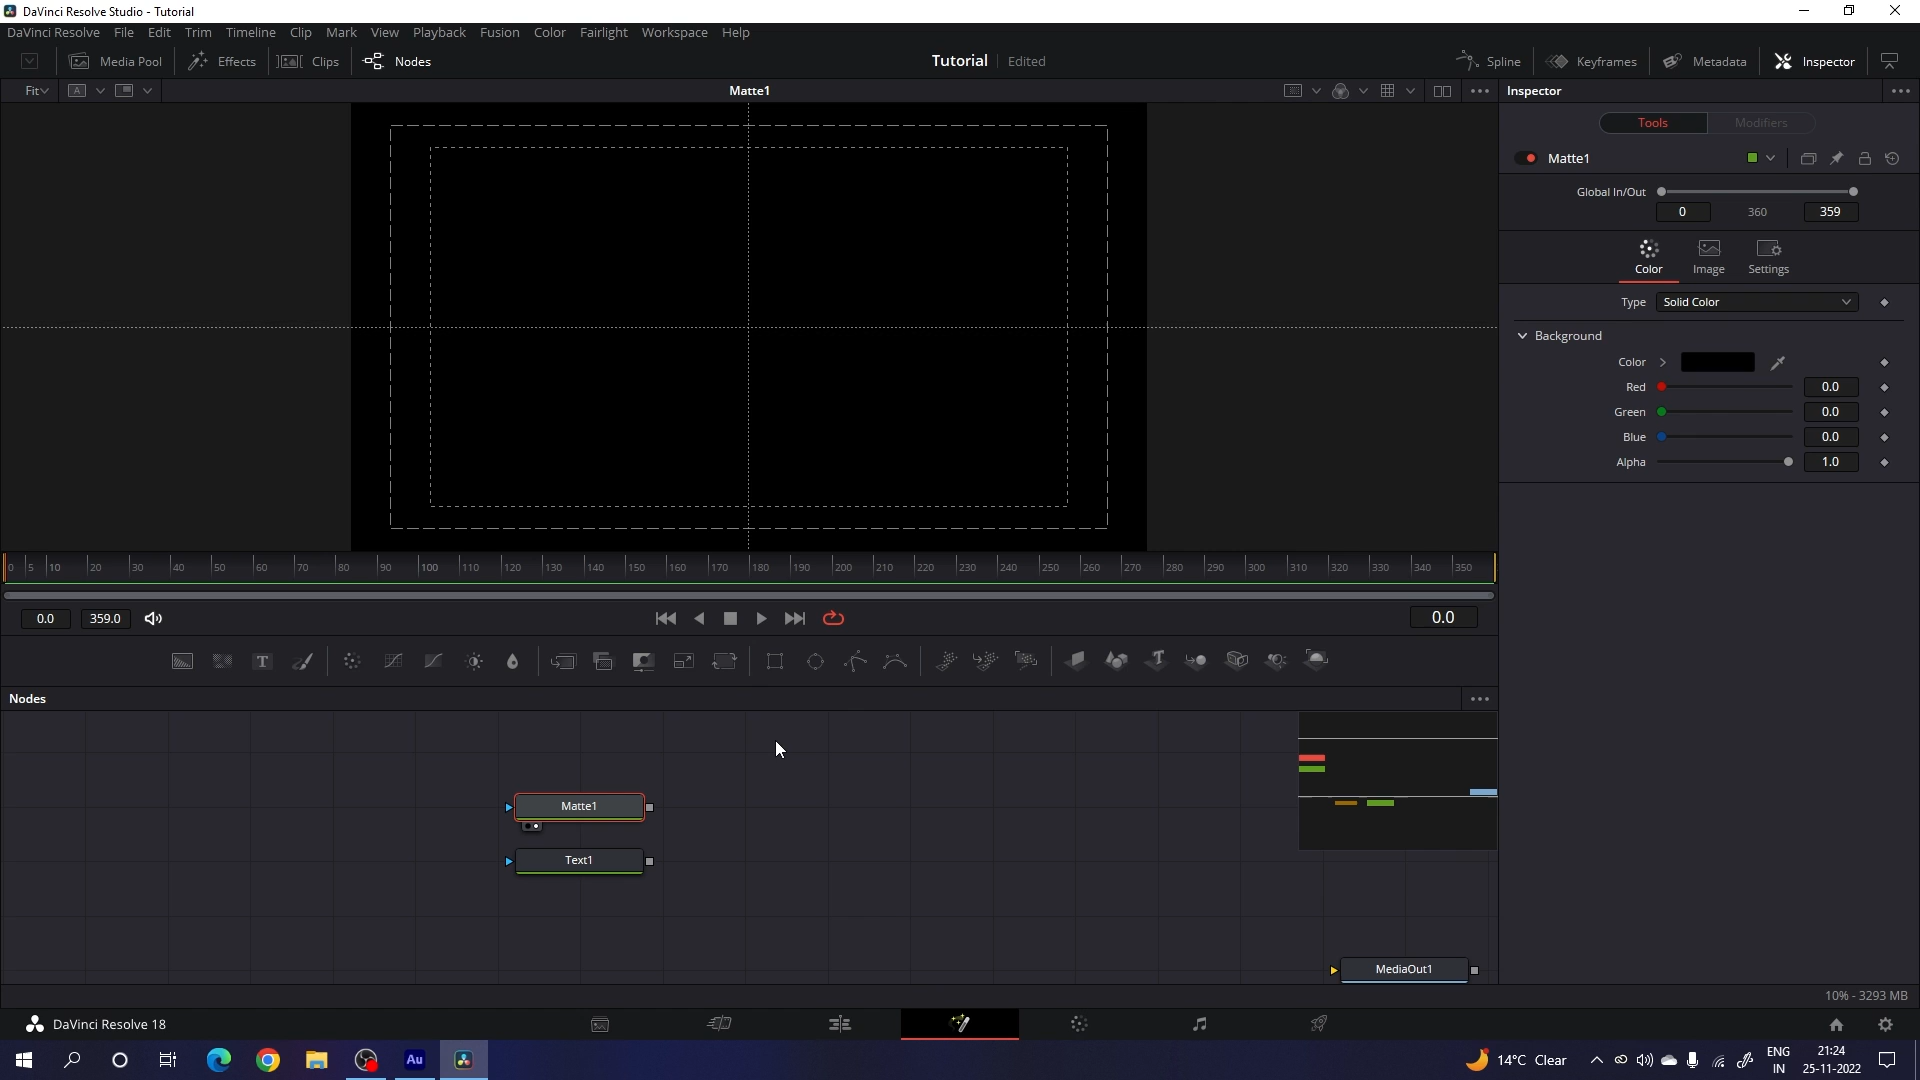 DaVinci Resolve Studio - Tutorial
DaVinci Resolve File Edit Trim Timeline Clip Mark View Playback Fusion Color Fairlight Workspace Help
Media Pool Effects Clips Nodes Tutorial Edited Spline Keyframes Metadata Inspector
Fit A Matte1 Inspector
Tools Modifiers
Matte1
Global In/Out
0 360 359
Color Image Settings
Type Solid Color
Background
Color
Red 0.0
Green 0.0
Blue 0.0
Alpha 1.0
0 5 10 20 30 40 50 60 70 80 90 100 110 120 130 140 150 160 170 180 190 200 210 220 230 240 250 260 270 280 290 300 310 320 330 340 350
0.0 359.0 0.0
T T
Nodes
Matte1
Text1
MediaOut1
10% - 3293 MB
DaVinci Resolve 18
Au 14°C Clear ENG IN 21:24 25-11-2022